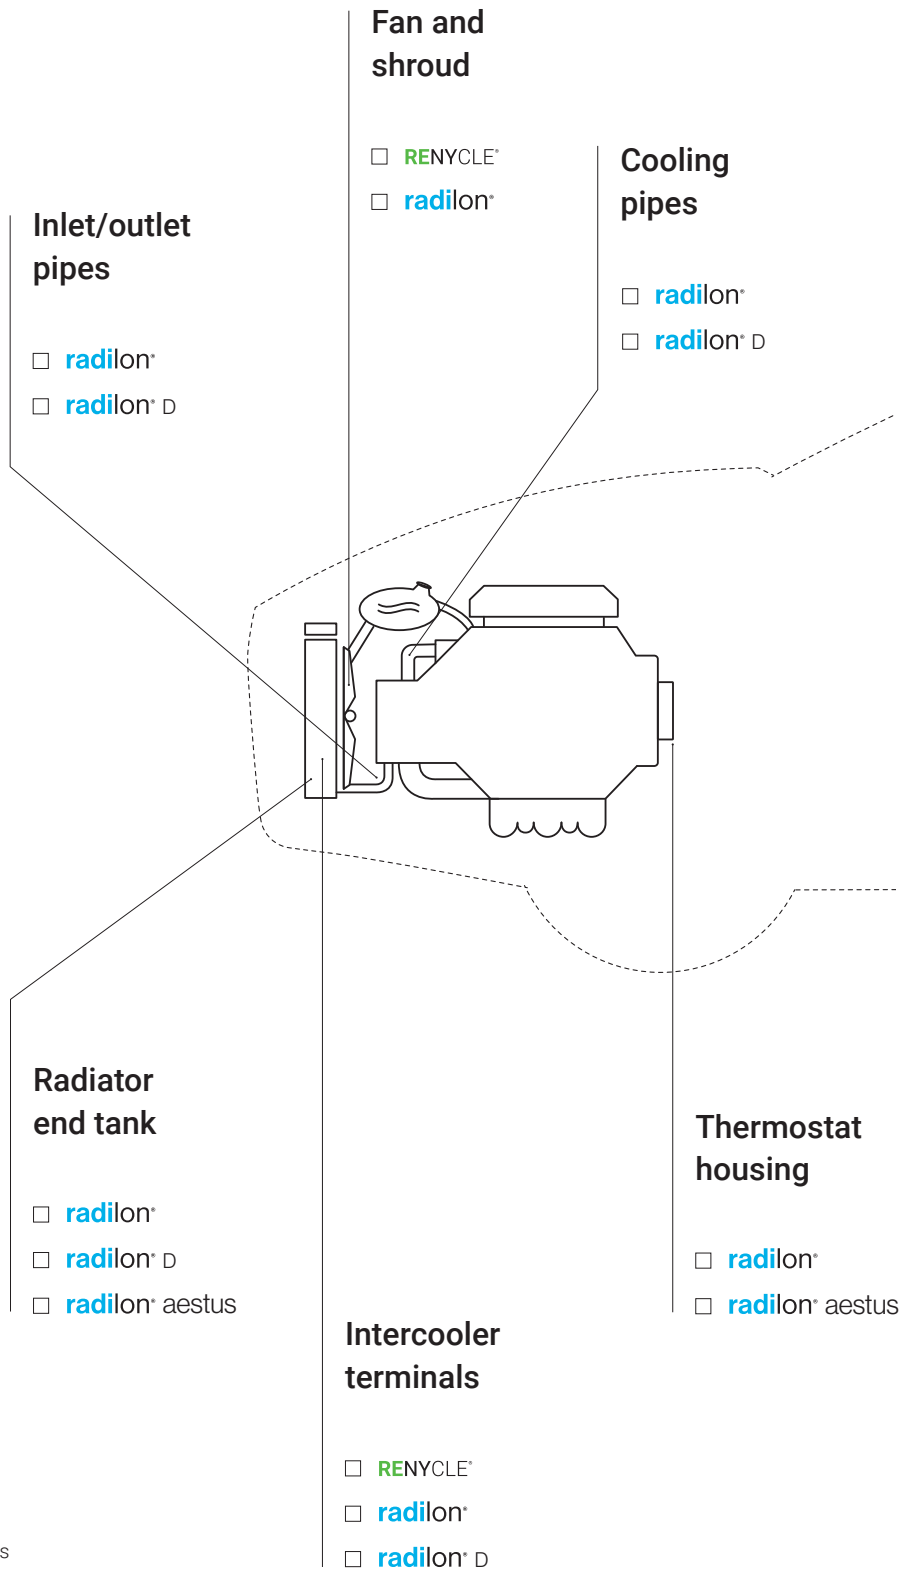 Fan and
shroud
RENYCLE®
radilon®
Cooling
pipes
radilon®
radilon® D
Inlet/outlet
pipes
radilon®
radilon® D
Radiator
end tank
radilon®
radilon® D
radilon® aestus
Thermostat
housing
radilon®
radilon® aestus
Intercooler
terminals
RENYCLE®
radilon®
radilon® D
s